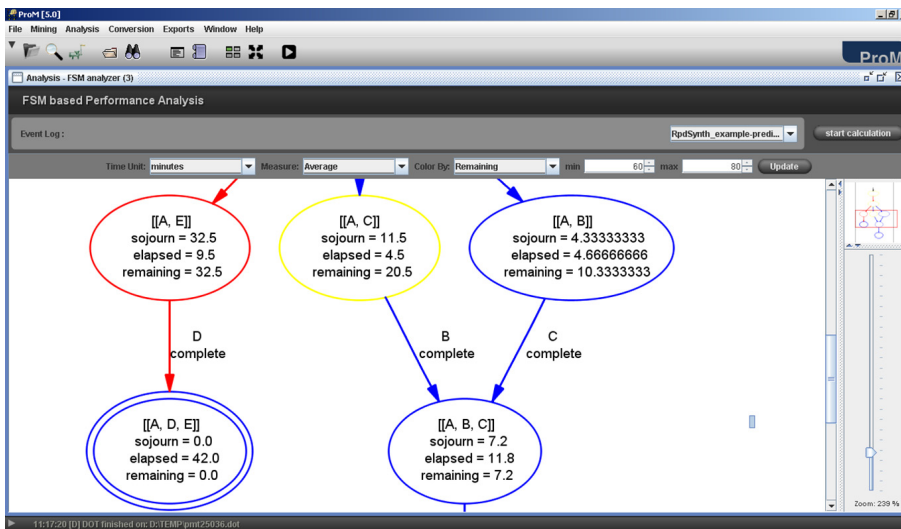 ProM [5.0]
File Mining Analysis Conversion Exports Window Help
ProM
Analysis - FSM analyzer (3)
FSM based Performance Analysis
Event Log :
RpdSynth_example-predi...
start calculation
Time Unit: minutes Measure: Average Color By: Remaining min 60 max 80 Update
[[A, E]]
sojourn = 32.5
elapsed = 9.5
remaining = 32.5
[[A, C]]
sojourn = 11.5
elapsed = 4.5
remaining = 20.5
[[A, B]]
sojourn = 4.33333333
elapsed = 4.66666666
remaining = 10.3333333
D
complete
B
complete
C
complete
[[A, D, E]]
sojourn = 0.0
elapsed = 42.0
remaining = 0.0
[[A, B, C]]
sojourn = 7.2
elapsed = 11.8
remaining = 7.2
Zoom: 239 %
11:17:20 [D] DOT finished on: D:\TEMP\pmt25036.dot